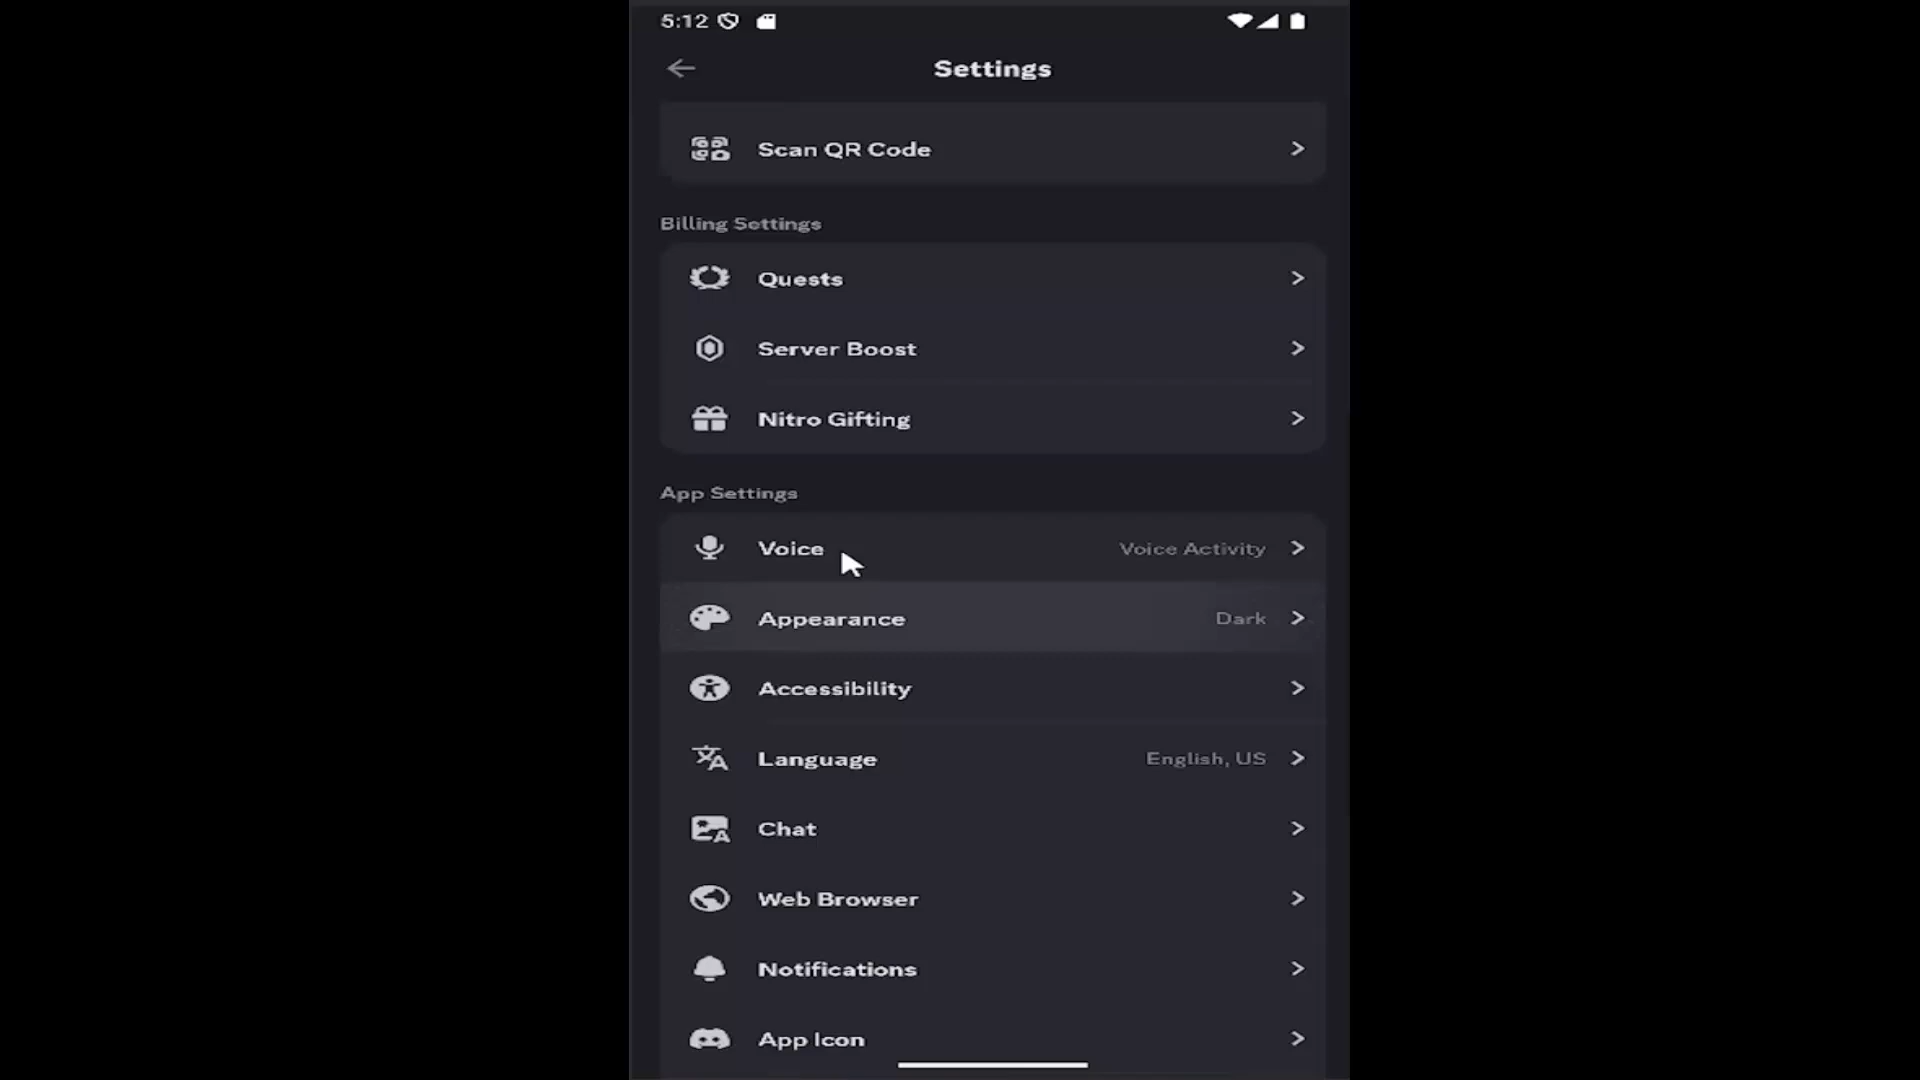 5:12
Settings
Scan QR Code
Billing Settings
Quests
Server Boost
Nitro Gifting
App Settings
Voice Voice Activity
Appearance Dark
Accessibility
Language English, US
Chat
Web Browser
Notifications
App Icon